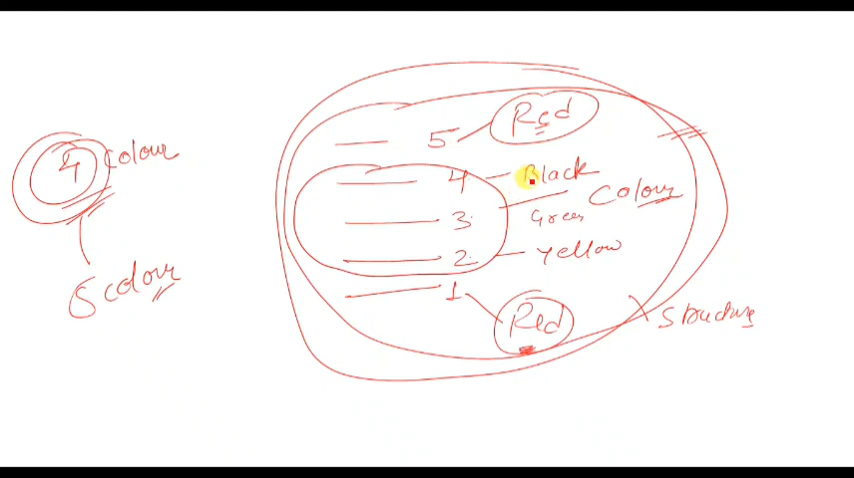 4 colour
5 colour
5 Red
4 Black
Colour
3. Green
2. Yellow
1 Red
Structure